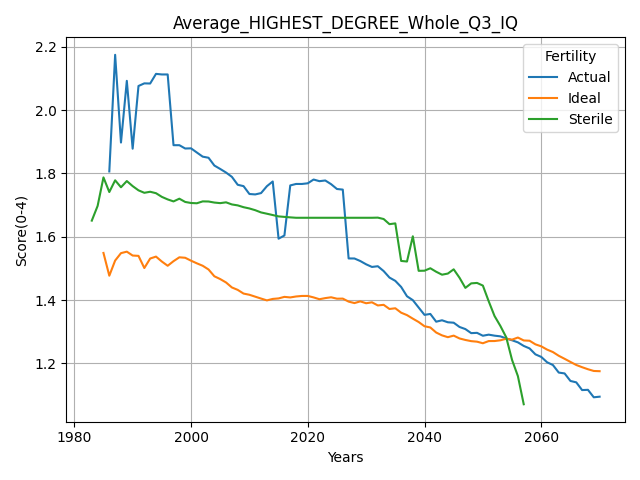 Average_HIGHEST_DEGREE_Whole_Q3_IQ
Fertility
Actual
Ideal
Sterile
Score(0-4)
2.2
2.0
1.8
1.6
1.4
1.2
1980
2000
2020
2040
2060
Years